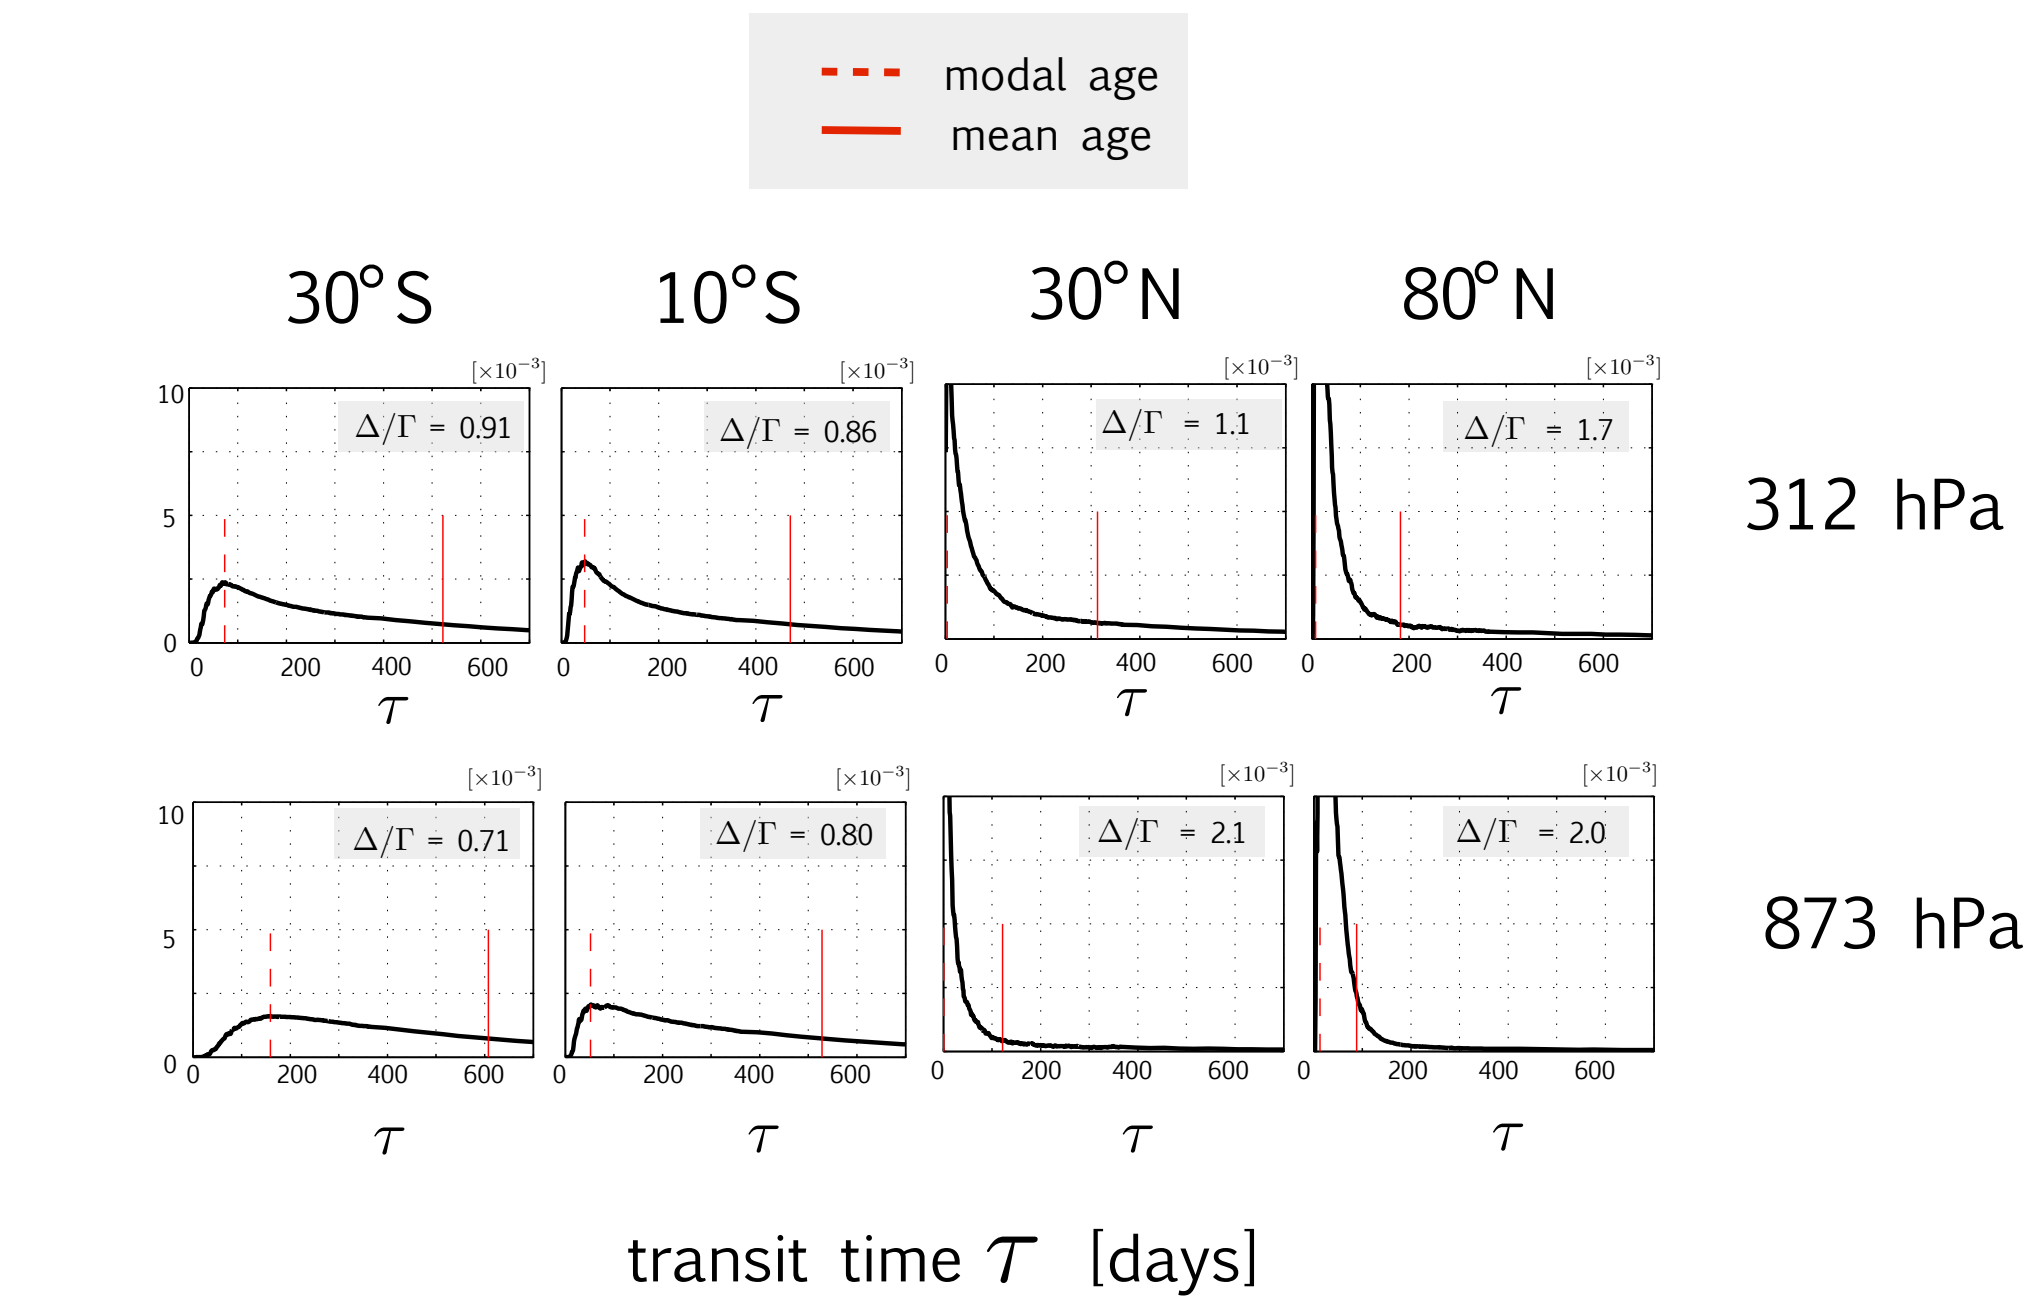 modal age
mean age
30°S 10°S 30°N 80°N
[×10⁻³] [×10⁻³] [×10⁻³] [×10⁻³]
10
Δ/Γ = 0.91 Δ/Γ = 0.86 Δ/Γ = 1.1 Δ/Γ = 1.7
5
312 hPa
0
0 200 400 600 0 200 400 600 0 200 400 600 0 200 400 600
τ τ τ τ
[×10⁻³] [×10⁻³] [×10⁻³] [×10⁻³]
10
Δ/Γ = 0.71 Δ/Γ = 0.80 Δ/Γ = 2.1 Δ/Γ = 2.0
5
873 hPa
0
0 200 400 600 0 200 400 600 0 200 400 600 0 200 400 600
τ τ τ τ
transit time τ [days]